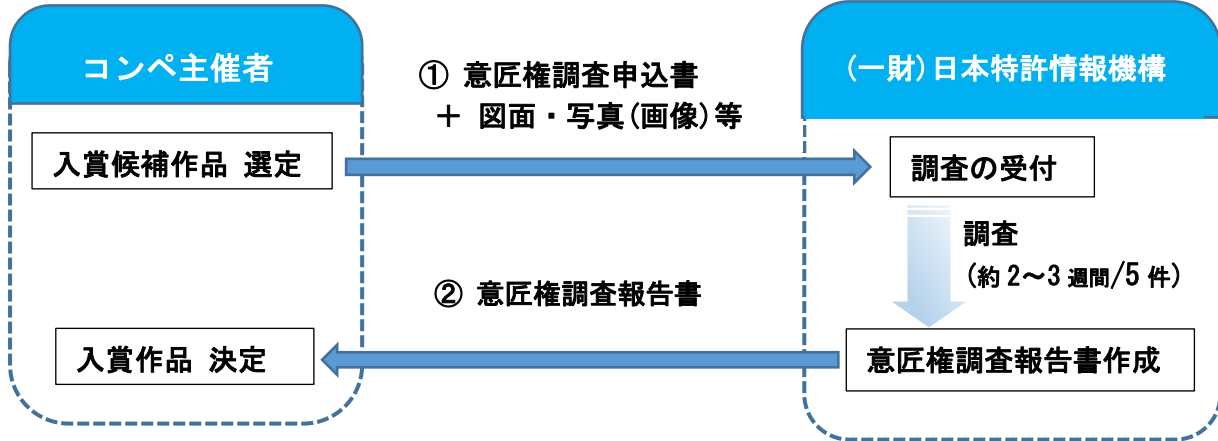 コンペ主催者
(一財)日本特許情報機構
① 意匠権調査申込書
＋ 図面・写真(画像)等
入賞候補作品 選定
調査の受付
調査
(約2～3週間/5件)
② 意匠権調査報告書
入賞作品 決定
意匠権調査報告書作成